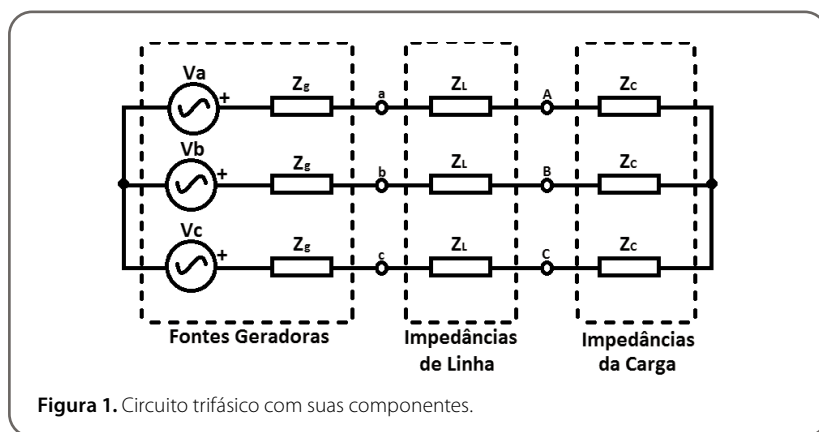 Va
Zg
a
ZL
A
Zc
Vb
Zg
b
ZL
B
Zc
Vc
Zg
c
ZL
C
Zc
Fontes Geradoras
Impedâncias
de Linha
Impedâncias
da Carga
Figura 1. Circuito trifásico com suas componentes.